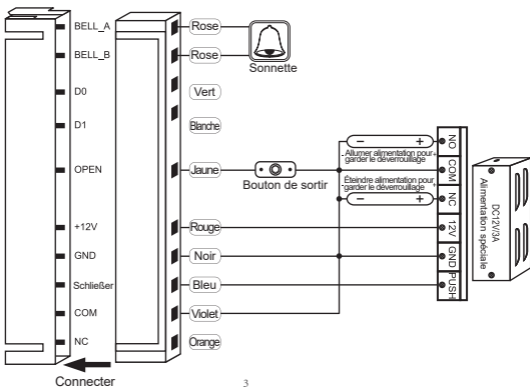 BELL_A
BELL_B
D0
D1
OPEN
+12V
GND
Schließer
COM
NC
Connecter
Rose
Rose
Vert
Blanche
Jaune
Rouge
Noir
Bleu
Violet
Orange
Sonnette
Bouton de sortir
− +
Allumer alimentation pour
garder le déverrouillage
Éteindre alimentation pour
garder le déverrouillage
− +
NO
COM
NC
12V
GND
PUSH
DC12V/3A
Alimentation spéciale
3